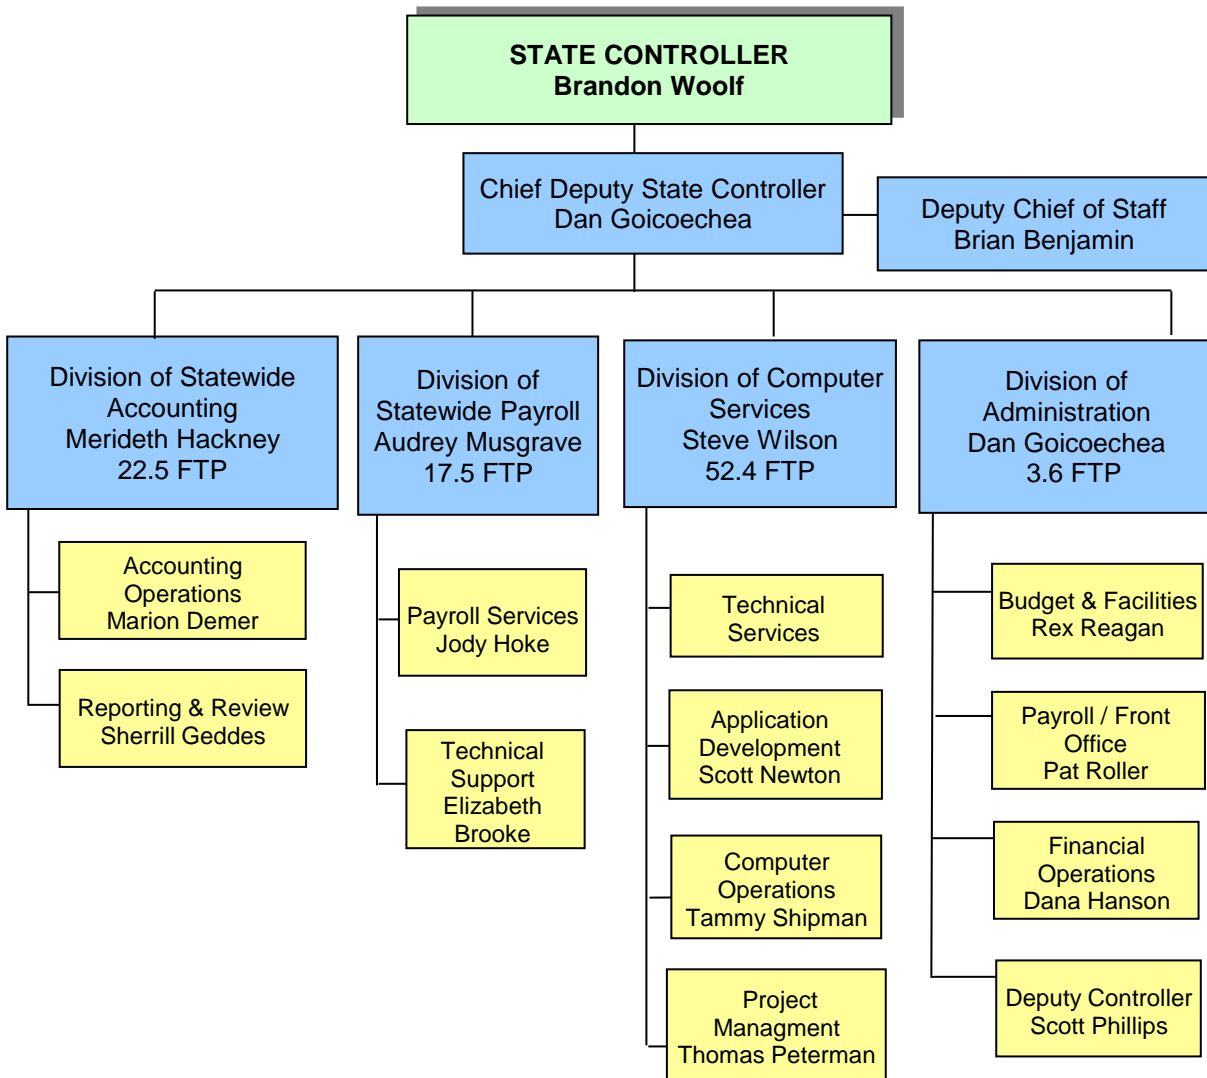 STATE CONTROLLER
Brandon Woolf
Chief Deputy State Controller
Dan Goicoechea
Deputy Chief of Staff
Brian Benjamin
Division of Statewide
Accounting
Merideth Hackney
22.5 FTP
Division of
Statewide Payroll
Audrey Musgrave
17.5 FTP
Division of Computer
Services
Steve Wilson
52.4 FTP
Division of
Administration
Dan Goicoechea
3.6 FTP
Accounting
Operations
Marion Demer
Reporting & Review
Sherrill Geddes
Payroll Services
Jody Hoke
Technical
Support
Elizabeth
Brooke
Technical
Services
Application
Development
Scott Newton
Computer
Operations
Tammy Shipman
Project
Managment
Thomas Peterman
Budget & Facilities
Rex Reagan
Payroll / Front
Office
Pat Roller
Financial
Operations
Dana Hanson
Deputy Controller
Scott Phillips